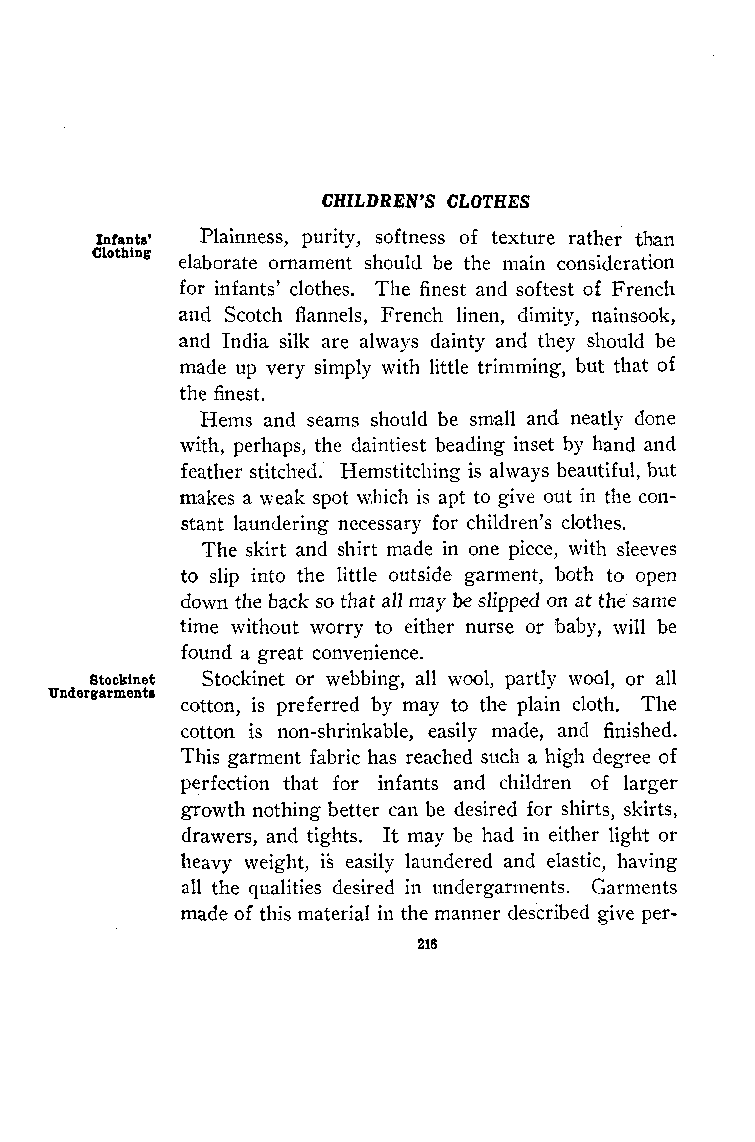 CHILDREN'S CLOTHES
Infants'
Clothing
Plainness, purity, softness of texture rather than
elaborate ornament should be the main consideration
for infants' clothes. The finest and softest of French
and Scotch flannels, French linen, dimity, nainsook,
and India silk are always dainty and they should be
made up very simply with little trimming, but that of
the finest.
Hems and seams should be small and neatly done
with, perhaps, the daintiest beading inset by hand and
feather stitched. Hemstitching is always beautiful, but
makes a weak spot which is apt to give out in the con-
stant laundering necessary for children's clothes.
The skirt and shirt made in one piece, with sleeves
to slip into the little outside garment, both to open
down the back so that all may be slipped on at the same
time without worry to either nurse or baby, will be
found a great convenience.
Stockinet
Undergarments
Stockinet or webbing, all wool, partly wool, or all
cotton, is preferred by may to the plain cloth. The
cotton is non-shrinkable, easily made, and finished.
This garment fabric has reached such a high degree of
perfection that for infants and children of larger
growth nothing better can be desired for shirts, skirts,
drawers, and tights. It may be had in either light or
heavy weight, is easily laundered and elastic, having
all the qualities desired in undergarments. Garments
made of this material in the manner described give per-
216